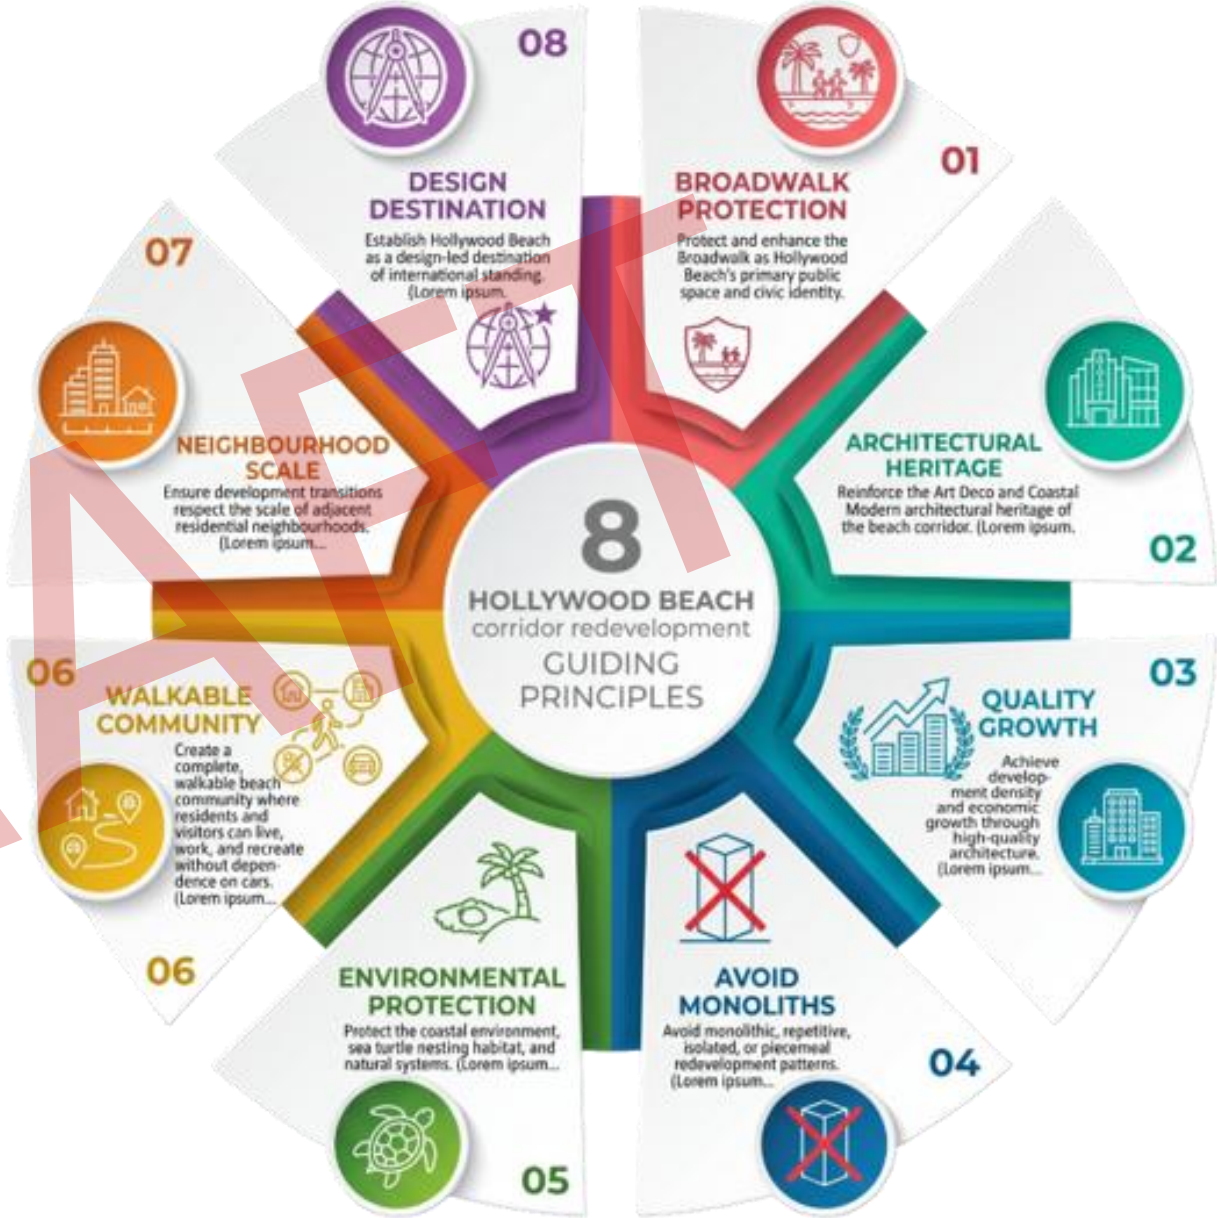 8
HOLLYWOOD BEACH
corridor redevelopment
GUIDING
PRINCIPLES
01
BROADWALK
PROTECTION
Protect and enhance the
Broadwalk as Hollywood
Beach's primary public
space and civic identity.
ARCHITECTURAL
HERITAGE
Reinforce the Art Deco and Coastal
Modern architectural heritage of
the beach corridor. (Lorem ipsum.
02
03
QUALITY
GROWTH
Achieve
develop-
ment density
and economic
growth through
high-quality
architecture.
(Lorem ipsum...
AVOID
MONOLITHS
Avoid monolithic, repetitive,
isolated, or piecemeal
redevelopment patterns.
(Lorem ipsum...
04
ENVIRONMENTAL
PROTECTION
Protect the coastal environment,
sea turtle nesting habitat, and
natural systems. (Lorem ipsum...
05
06
WALKABLE
COMMUNITY
Create a
complete,
walkable beach
community where
residents and
visitors can live,
work, and recreate
without depen-
dence on cars.
(Lorem ipsum...
06
07
NEIGHBOURHOOD
SCALE
Ensure development transitions
respect the scale of adjacent
residential neighbourhoods.
(Lorem ipsum...
08
DESIGN
DESTINATION
Establish Hollywood Beach
as a design-led destination
of international standing.
(Lorem ipsum.
AFT